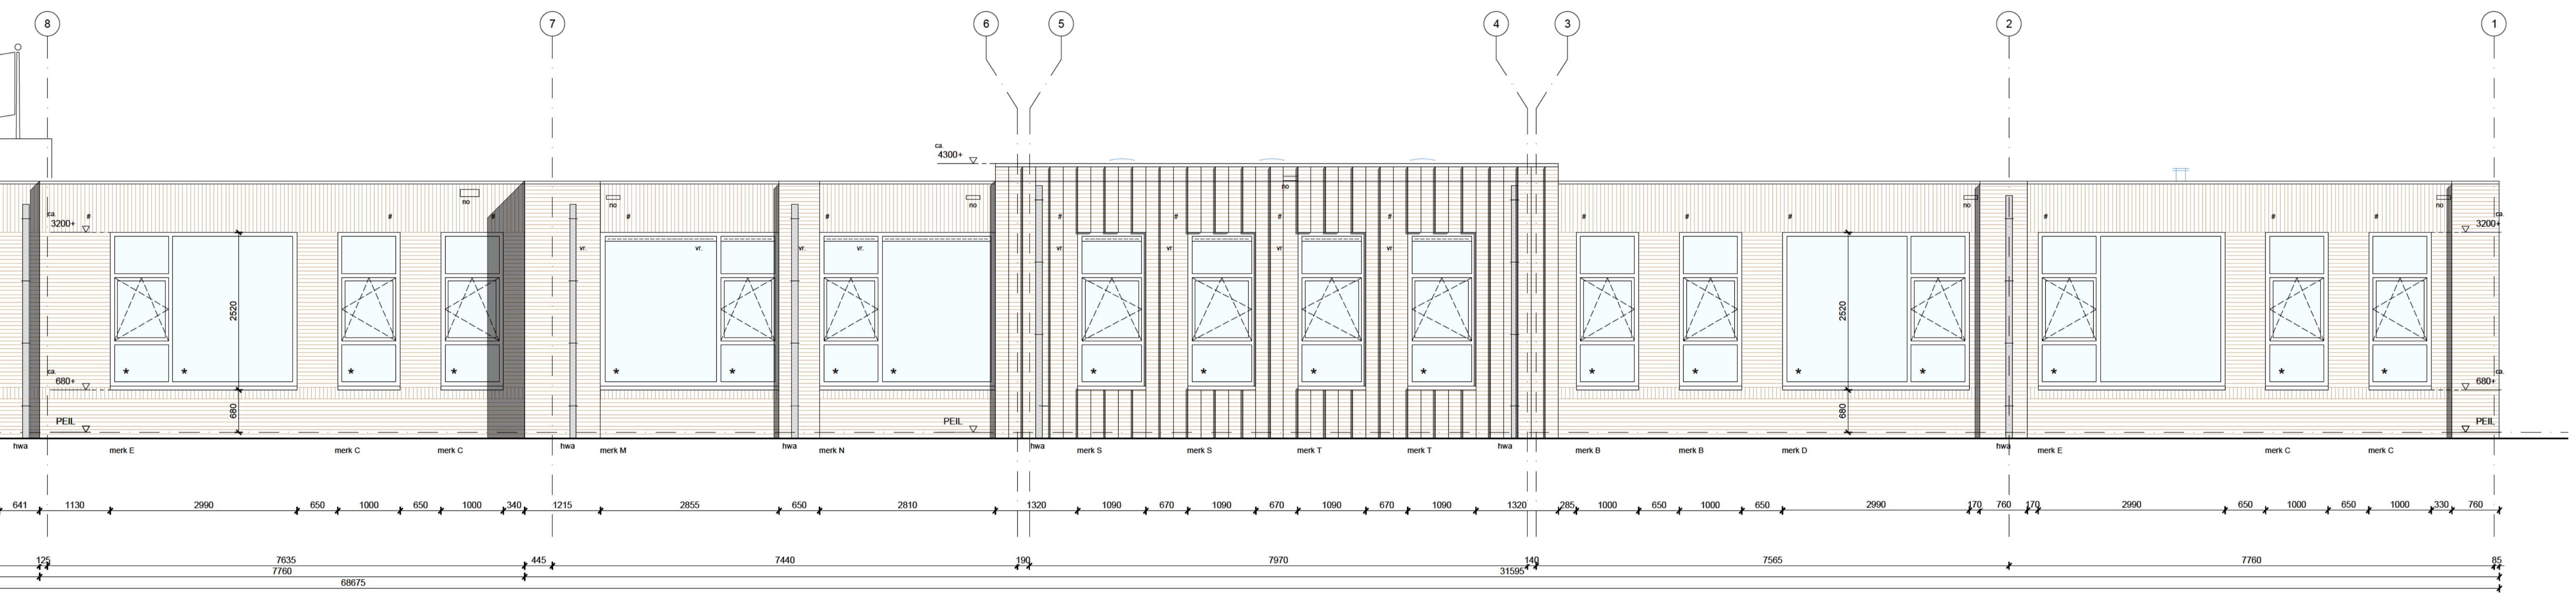 8 7 6 5 4 3 2 1
ca.
4300+
no no no no no no
# # # # # # # # # # # # # #
ca.
3200+
ca.
3200+
vr. vr. vr. vr. vr. vr. vr.
2520 2520
* * * * * * * * * * * * * * * * * * *
ca.
680+
ca.
680+
680 680
PEIL PEIL PEIL
hwa hwa hwa hwa hwa hwa
merk E merk C merk C merk M merk N merk S merk S merk T merk T merk B merk B merk D merk E merk C merk C
641 1130 2990 650 1000 650 1000 340 1215 2855 650 2810 1320 1090 670 1090 670 1090 670 1090 1320 285 1000 650 1000 650 2990 170 760 170 2990 650 1000 650 1000 330 760
125 7635 445 7440 190 7970 140 7565 7760 85
7760 31595
68675